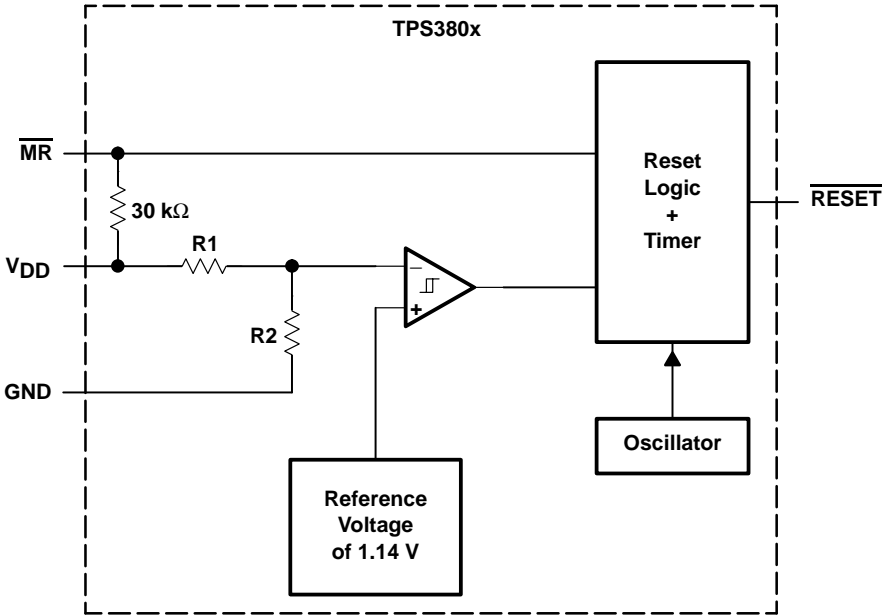 TPS380x
MR
30 kΩ
VDD
R1
R2
GND
− 
+
Reset
Logic
+
Timer
RESET
Oscillator
Reference
Voltage
of 1.14 V